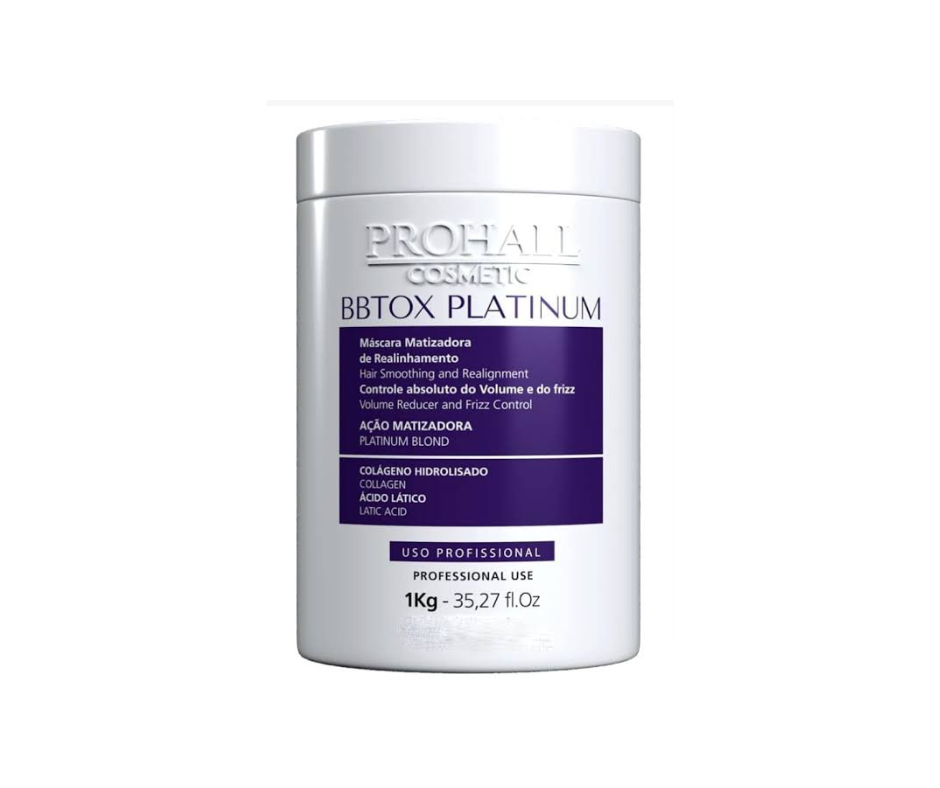 PROHALL
COSMETIC
BBTOX PLATINUM
Máscara Matizadora
de Realinhamento
Hair Smoothing and Realignment
Controle absoluto do Volume e do frizz
Volume Reducer and Frizz Control
AÇÃO MATIZADORA
PLATINUM BLOND
COLÁGENO HIDROLISADO
COLLAGEN
ÁCIDO LÁTICO
LATIC ACID
USO PROFISSIONAL
PROFESSIONAL USE
1Kg - 35,27 fl.Oz